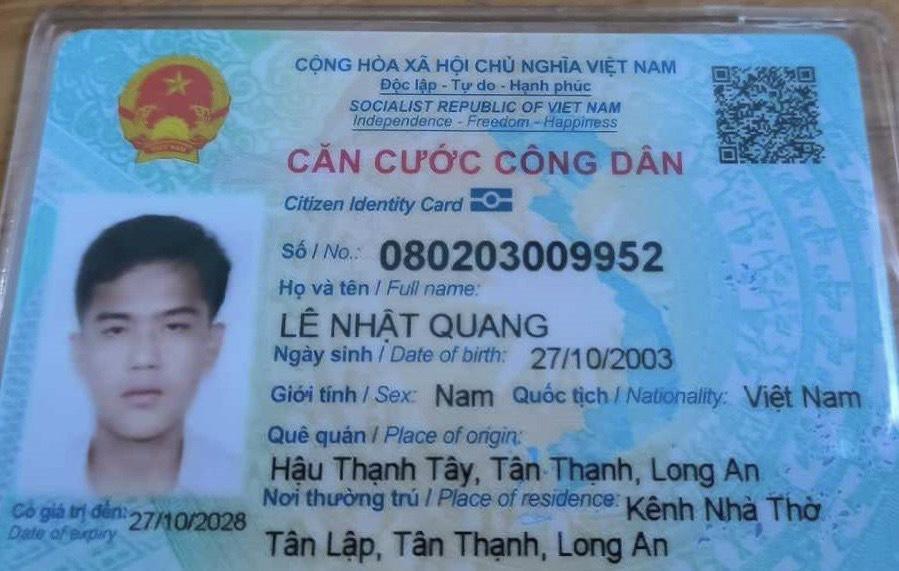 CỘNG HÒA XÃ HỘI CHỦ NGHĨA VIỆT NAM
Độc lập - Tự do - Hạnh phúc
SOCIALIST REPUBLIC OF VIET NAM
Independence - Freedom - Happiness
CĂN CƯỚC CÔNG DÂN
Citizen Identity Card
Số / No.: 080203009952
Họ và tên / Full name:
LÊ NHẬT QUANG
Ngày sinh / Date of birth: 27/10/2003
Giới tính / Sex: Nam Quốc tịch / Nationality: Việt Nam
Quê quán / Place of origin:
Hậu Thạnh Tây, Tân Thạnh, Long An
Nơi thường trú / Place of residence: Kênh Nhà Thờ
Tân Lập, Tân Thạnh, Long An
Có giá trị đến: 27/10/2028
Date of expiry